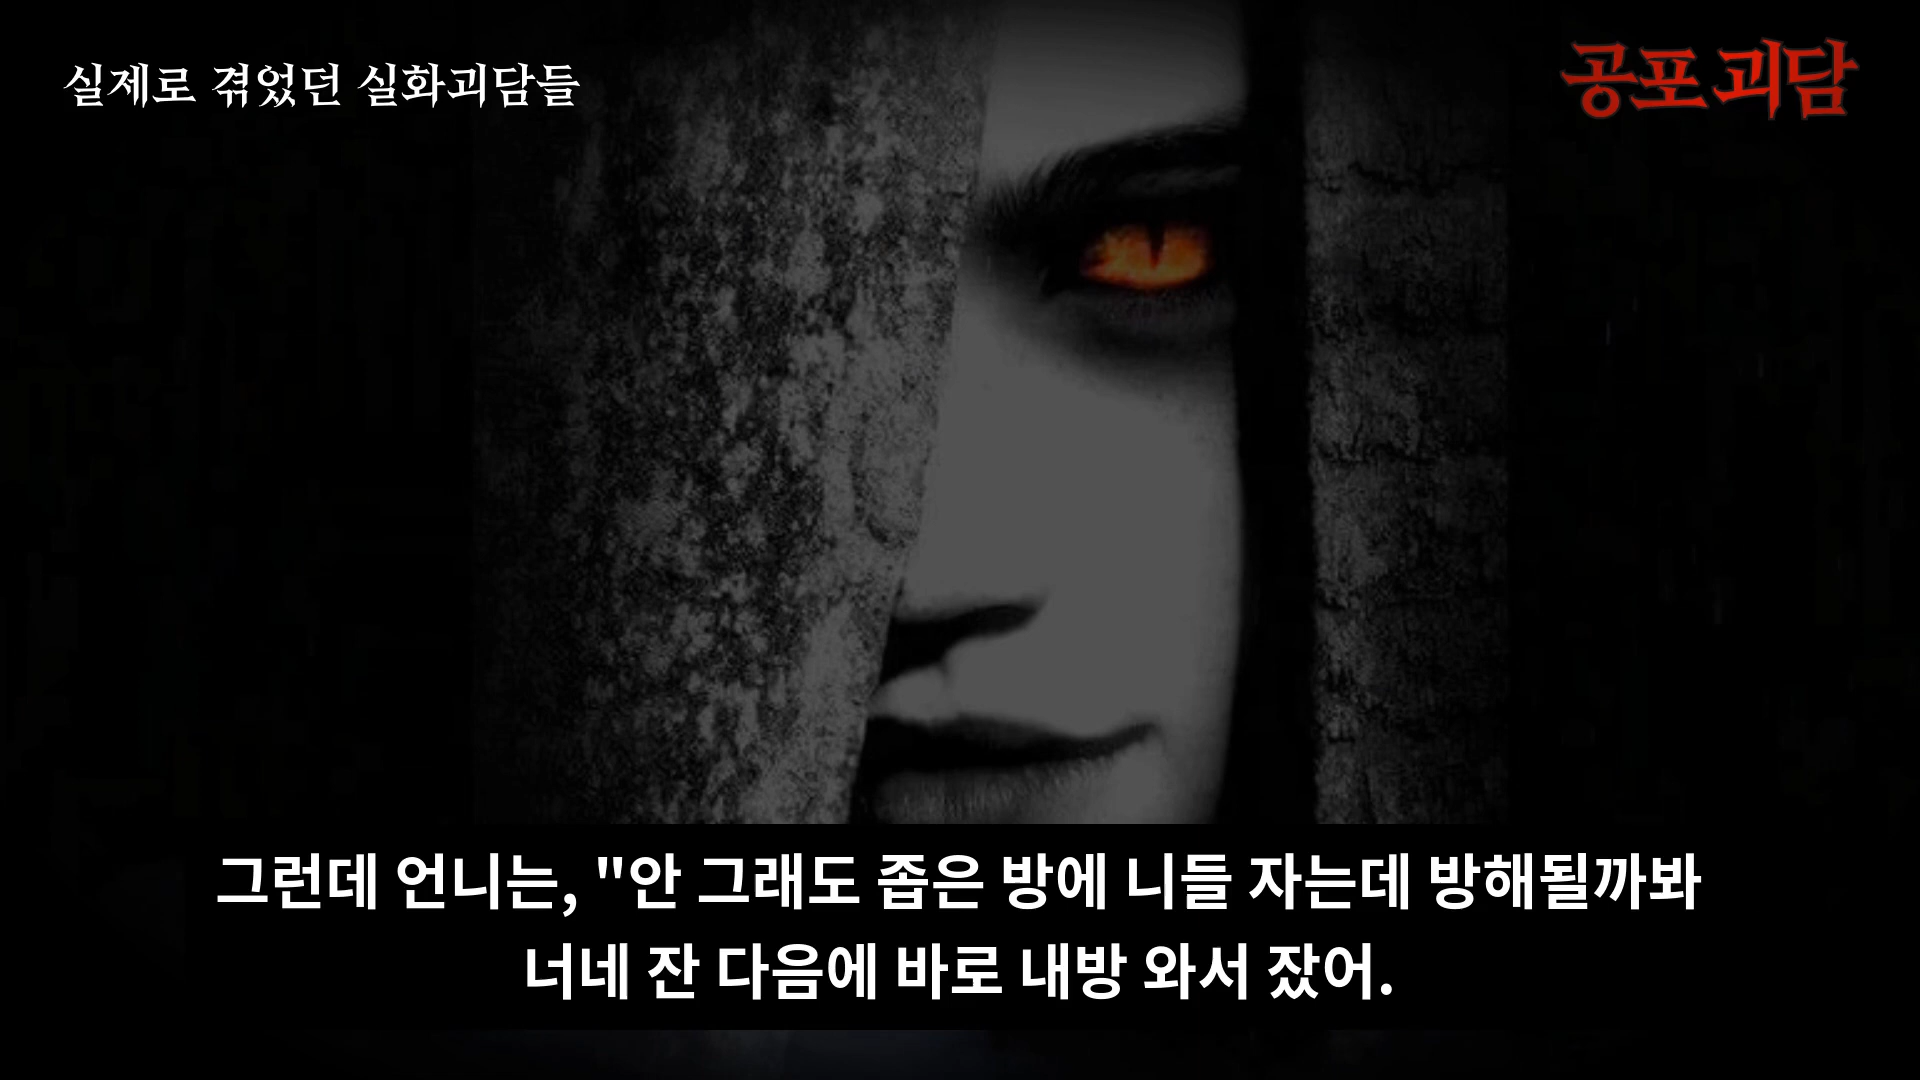 실제로 겪었던 실화괴담들
공포괴담
그런데 언니는, "안 그래도 좁은 방에 니들 자는데 방해될까봐
너네 잔 다음에 바로 내방 와서 잤어.